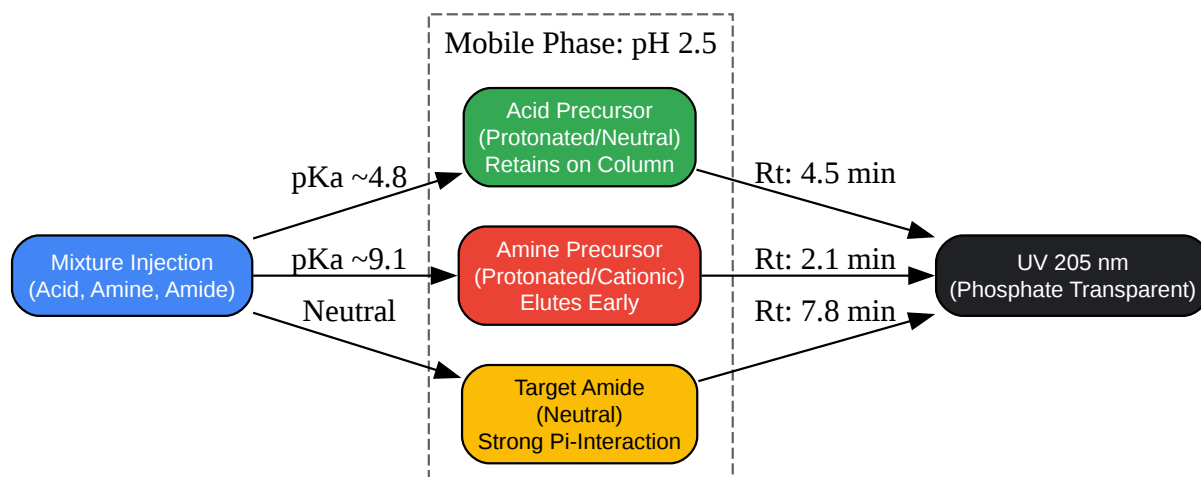 Mobile Phase: pH 2.5
Mixture Injection
(Acid, Amine, Amide)
pKa ~4.8
pKa ~9.1
Neutral
Acid Precursor
(Protonated/Neutral)
Retains on Column
Amine Precursor
(Protonated/Cationic)
Elutes Early
Target Amide
(Neutral)
Strong Pi-Interaction
Rt: 4.5 min
Rt: 2.1 min
Rt: 7.8 min
UV 205 nm
(Phosphate Transparent)